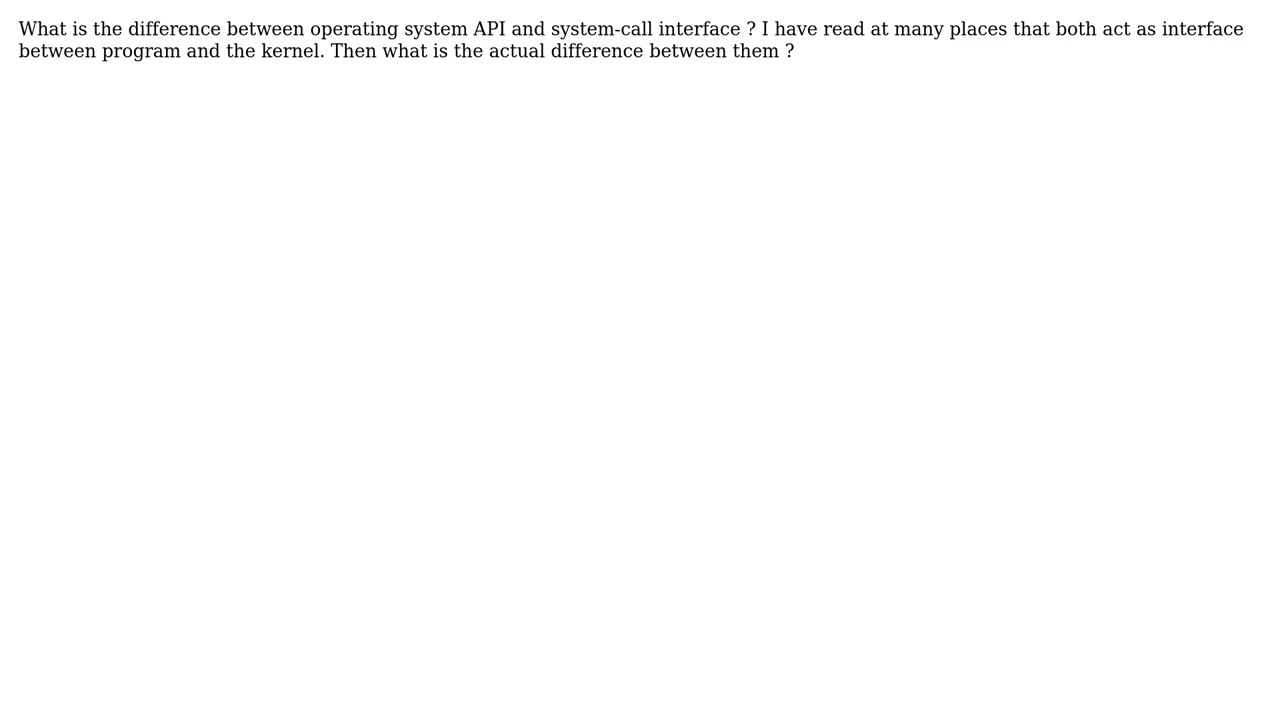 What is the difference between operating system API and system-call interface ? I have read at many places that both act as interface
between program and the kernel. Then what is the actual difference between them ?